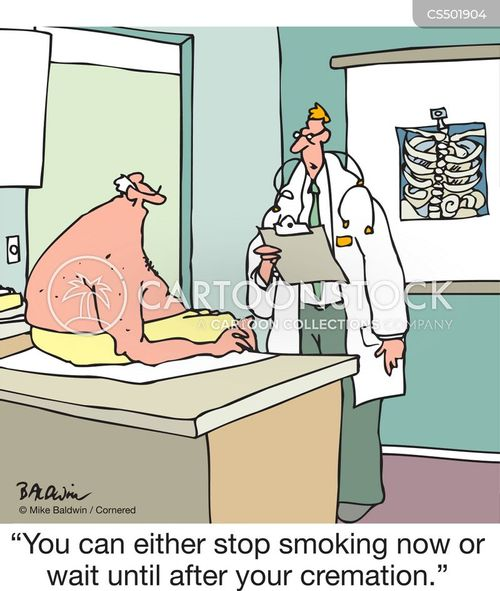 CS501904
CARTOONSTOCK
A CARTOON COLLECTIONS COMPANY
BALDWIN
© Mike Baldwin / Cornered
“You can either stop smoking now or
wait until after your cremation.”